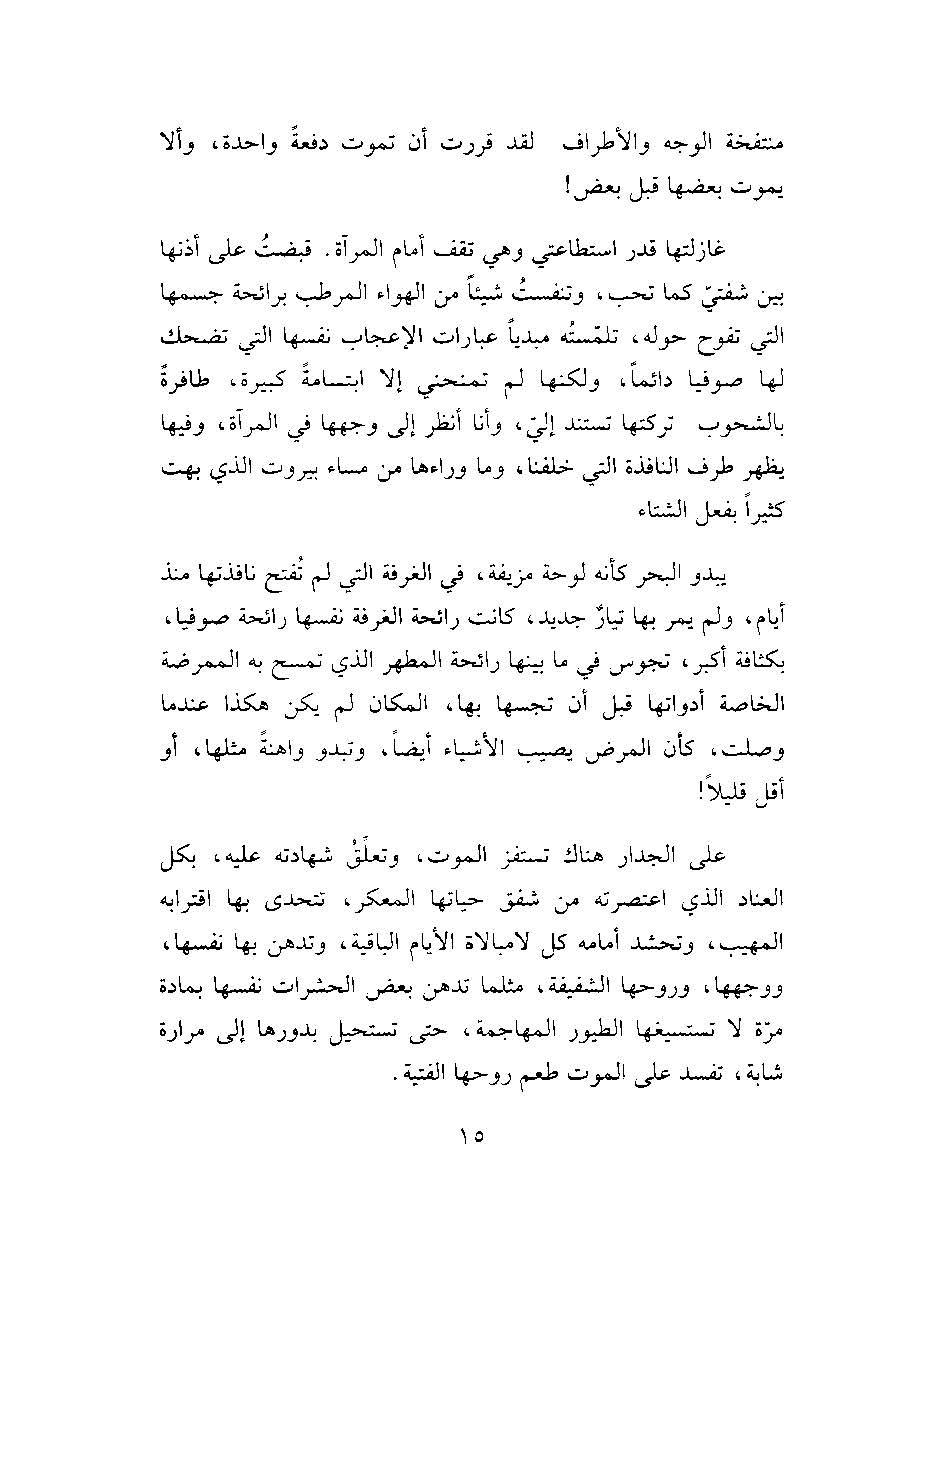 منتفخة الوجه والأطراف لقد قررت أن تموت دفعةً واحدة، وألا
يموت بعضها قبل بعض!
غازلتها قدر استطاعتي وهي تقف أمام المرآة. قبضتُ على أذنها
بين شفتيّ كما تحب، وتنفستُ شيئاً من الهواء المرطب برائحة جسمها
التي تفوح حوله، تلمّستُه مبدياً عبارات الإعجاب نفسها التي تضحك
لها صوفيا دائماً، ولكنها لم تمنحني إلا ابتسامةً كبيرة، طافرةً
بالشحوب تركتها تستند إليّ، وأنا أنظر إلى وجهها في المرآة، وفيها
يظهر طرف النافذة التي خلفنا، وما وراءها من مساء بيروت الذي بهت
كثيراً بفعل الشتاء
يبدو البحر كأنه لوحة مزيفة، في الغرفة التي لم تُفتح نافذتها منذ
أيام، ولم يمر بها تيارٌ جديد، كانت رائحة الغرفة نفسها رائحة صوفيا،
بكثافة أكبر، تجوس في ما بينها رائحة المطهر الذي تمسح به الممرضة
الخاصة أدواتها قبل أن تجسها بها، المكان لم يكن هكذا عندما
وصلت، كأن المرض يصيب الأشياء أيضاً، وتبدو واهنةً مثلها، أو
أقل قليلاً!
على الجدار هناك تستفز الموت، وتعلِّقُ شهادته عليه، بكل
العناد الذي اعتصرته من شفق حياتها المعكر، تتحدى بها اقترابه
المهيب، وتحشد أمامه كل لامبالاة الأيام الباقية، وتدهن بها نفسها،
ووجهها، وروحها الشفيفة، مثلما تدهن بعض الحشرات نفسها بمادة
مرّة لا تستسيغها الطيور المهاجمة، حتى تستحيل بدورها إلى مرارة
شابة، تفسد على الموت طعم روحها الفتية.
١٥